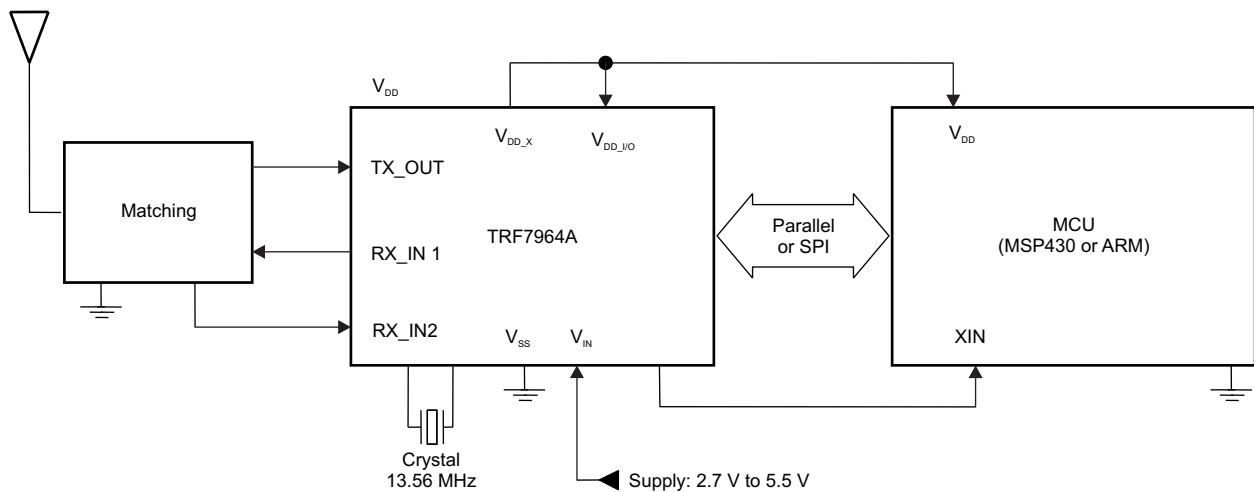 V_DD
V_DD_X
V_DD_I/O
V_DD
TX_OUT
Matching
TRF7964A
Parallel
or SPI
MCU
(MSP430 or ARM)
RX_IN 1
RX_IN2
V_SS
V_IN
XIN
Crystal
13.56 MHz
Supply: 2.7 V to 5.5 V